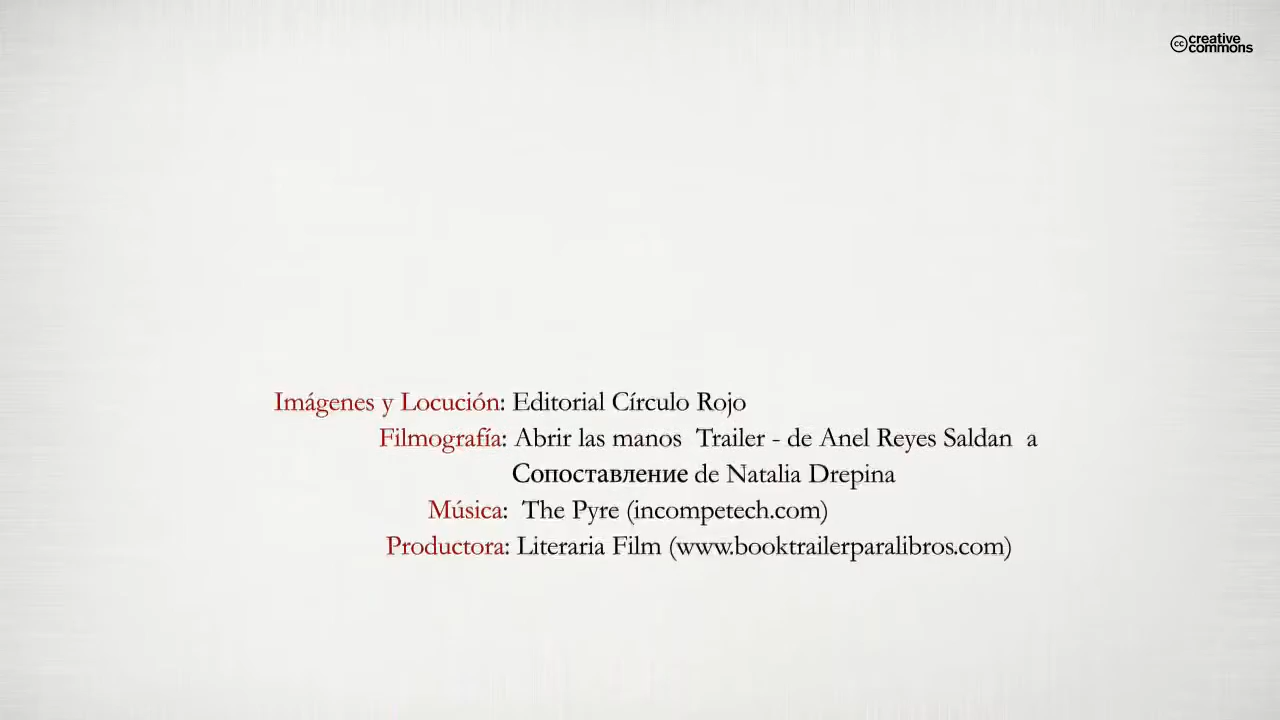 cc creative
commons
Imágenes y Locución: Editorial Círculo Rojo
Filmografía: Abrir las manos Trailer - de Anel Reyes Saldan a
Сопоставление de Natalia Drepina
Música: The Pyre (incompetech.com)
Productora: Literaria Film (www.booktrailerparalibros.com)